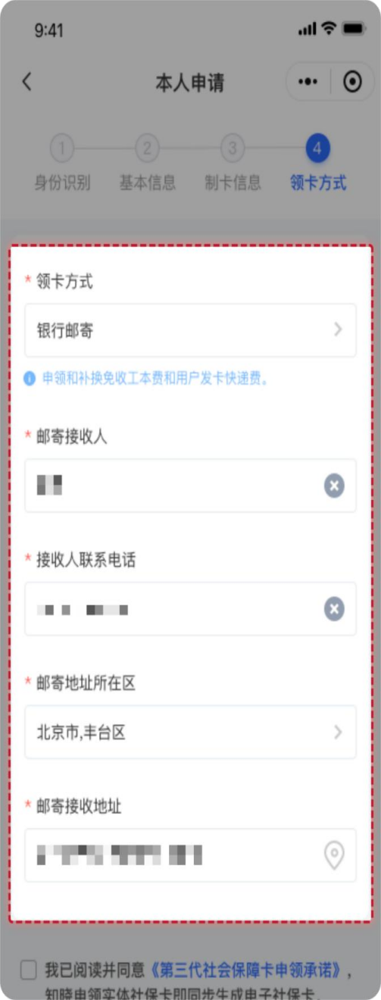 9:41
本人申请
1 2 3 4
身份识别 基本信息 制卡信息 领卡方式
* 领卡方式
银行邮寄
申领和补换免收工本费和用户发卡快递费。
* 邮寄接收人
* 接收人联系电话
* 邮寄地址所在区
北京市,丰台区
* 邮寄接收地址
我已阅读并同意《第三代社会保障卡申领承诺》,
知晓申领实体社保卡即同步生成电子社保卡,